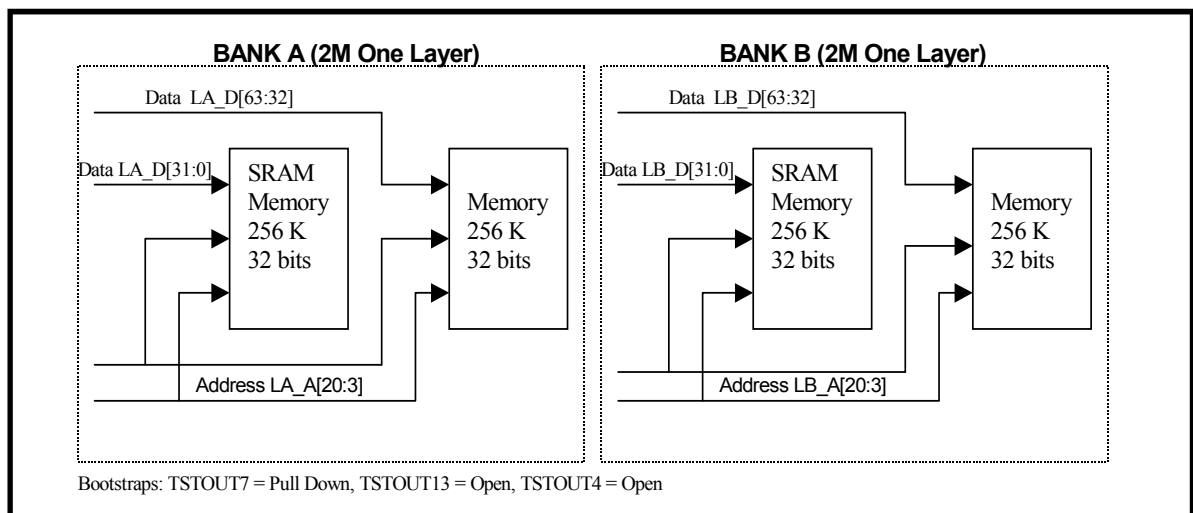 BANK A (2M One Layer)
Data LA_D[63:32]
Data LA_D[31:0]
SRAM
Memory
256 K
32 bits
Memory
256 K
32 bits
Address LA_A[20:3]
BANK B (2M One Layer)
Data LB_D[63:32]
Data LB_D[31:0]
SRAM
Memory
256 K
32 bits
Memory
256 K
32 bits
Address LB_A[20:3]
Bootstraps: TSTOUT7 = Pull Down, TSTOUT13 = Open, TSTOUT4 = Open